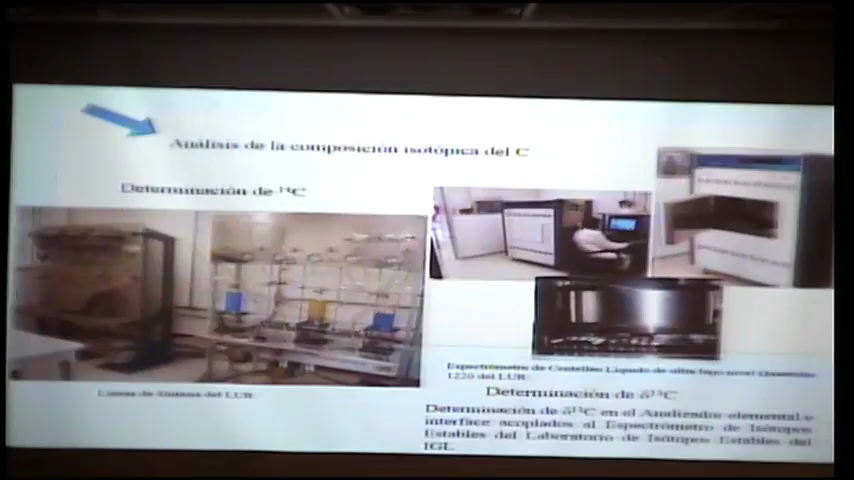 Análisis de la composición isotópica del C
Determinación de ¹⁴C
Líneas de Síntesis del LUR
Espectrómetro de Centelleo Líquido de ultra bajo nivel Quantulus
1220 del LUR
Determinación de δ¹³C
Determinación de δ¹³C en el Analizador elemental e
interface acoplados al Espectrómetro de Isótopos
Estables del Laboratorio de Isótopos Estables del
IGL